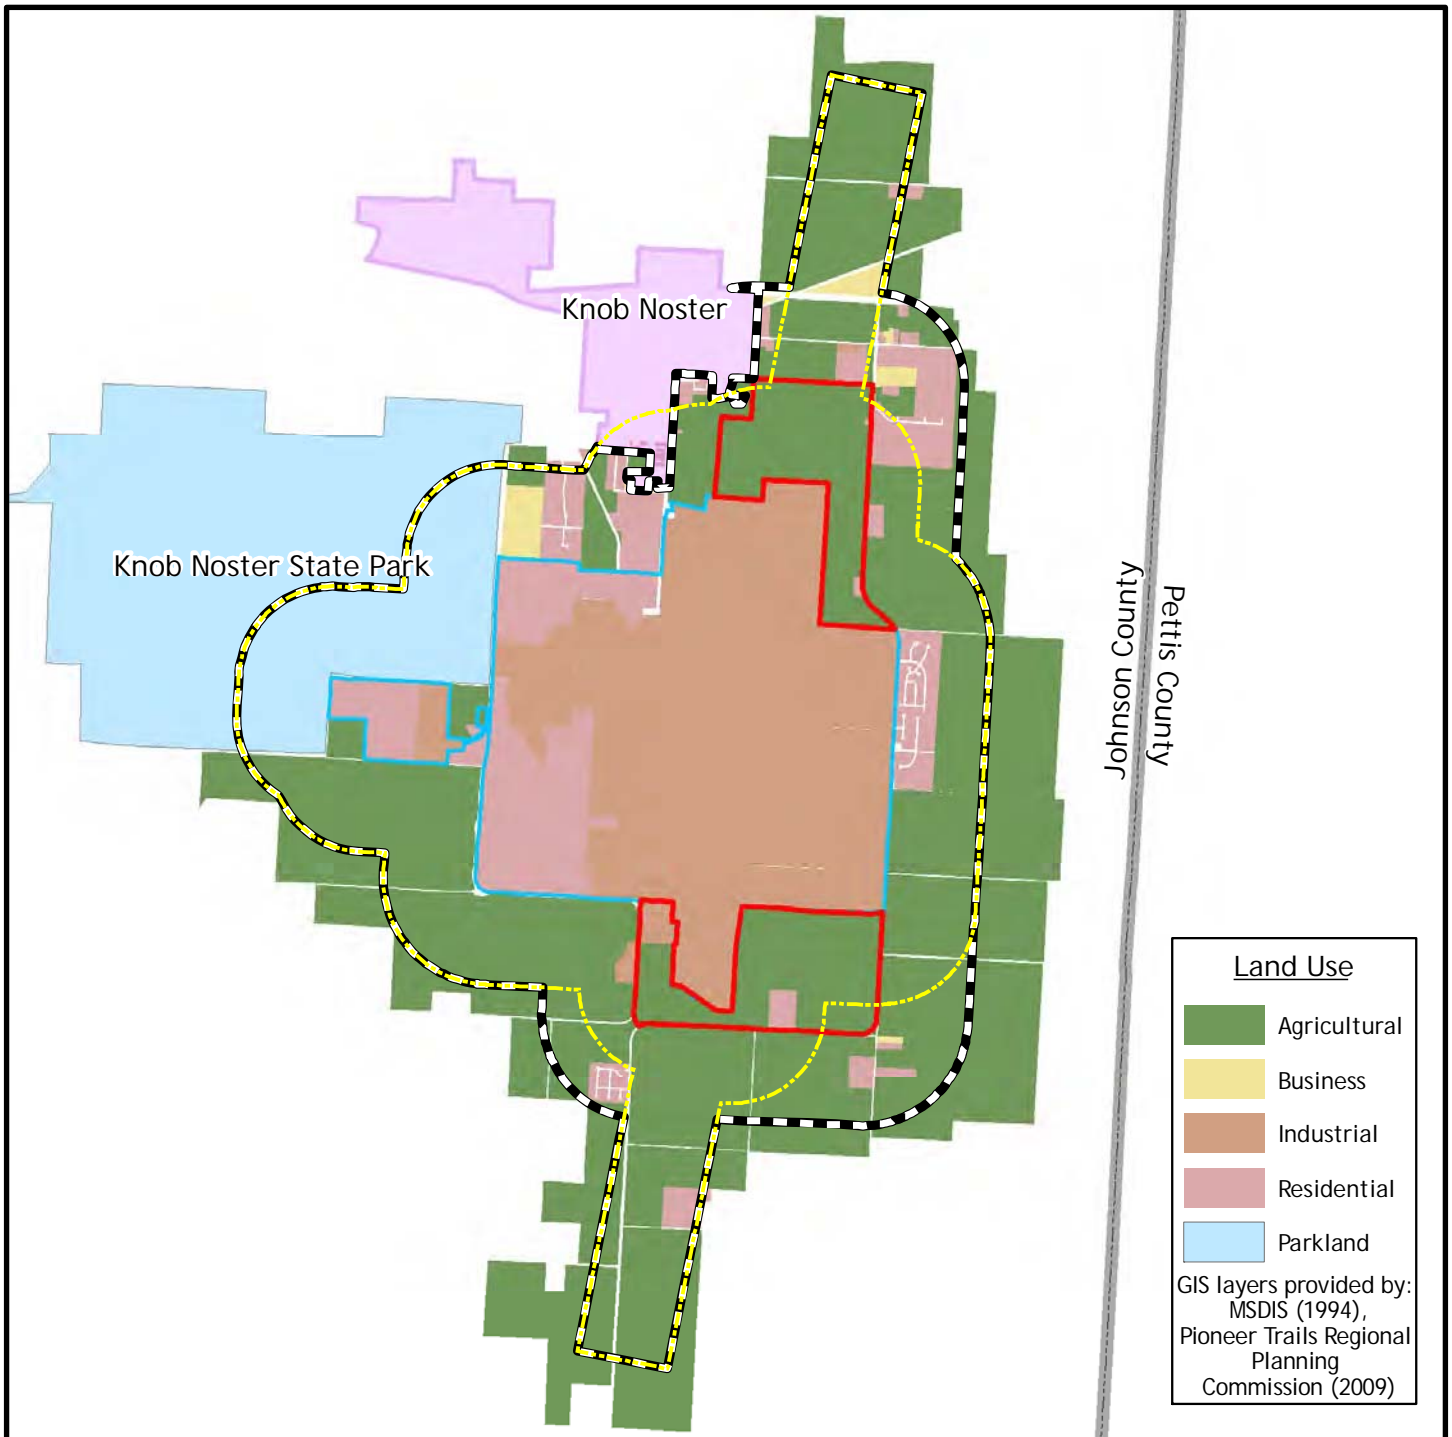 Knob Noster
Knob Noster State Park
Johnson County
Pettis County
Land Use
Agricultural
Business
Industrial
Residential
Parkland
GIS layers provided by:
MSDIS (1994),
Pioneer Trails Regional
Planning
Commission (2009)